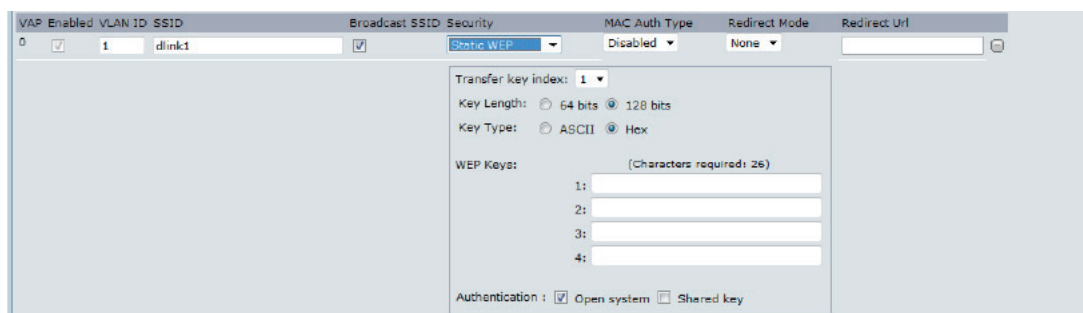 VAP Enabled VLAN ID SSID Broadcast SSID Security MAC Auth Type Redirect Mode Redirect Url
0 1 dlink1 Static WEP Disabled None
Transfer key index: 1
Key Length: 64 bits 128 bits
Key Type: ASCII Hex
WEP Keys: (Characters required: 26)
1:
2:
3:
4:
Authentication : Open system Shared key